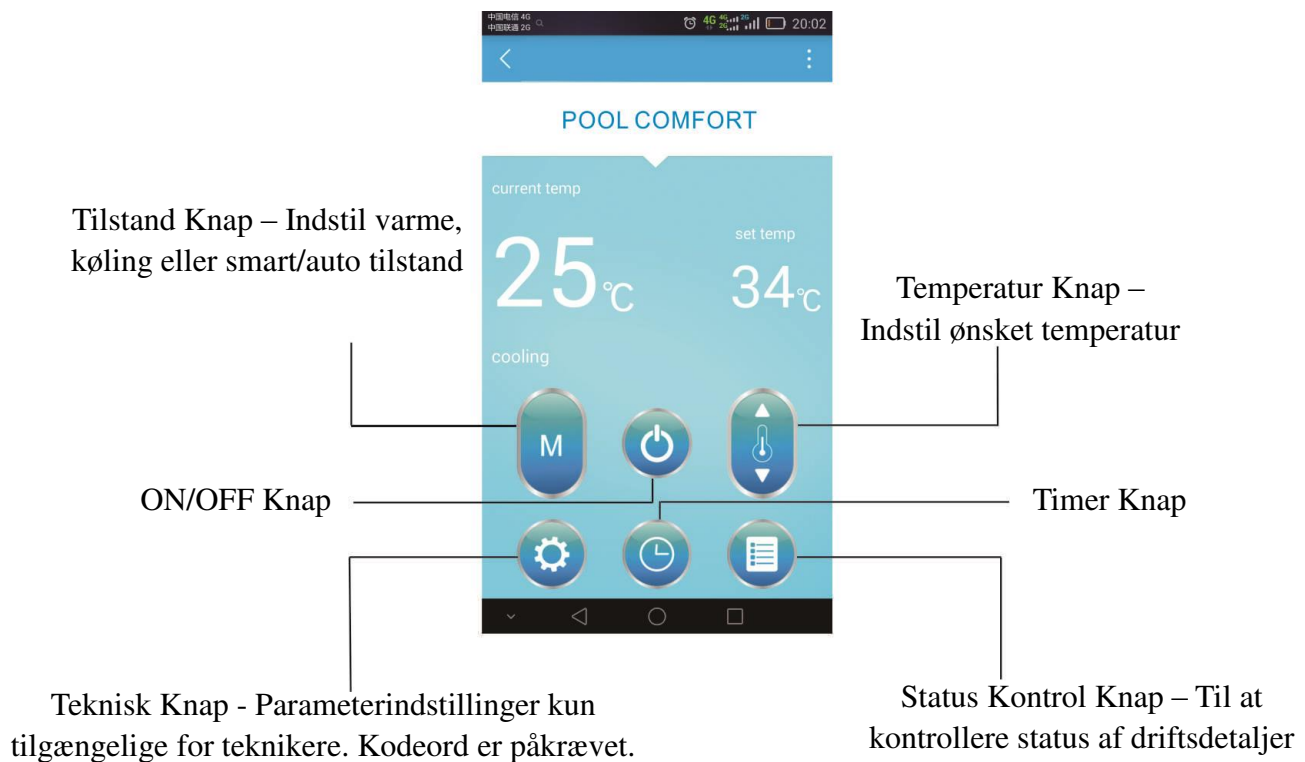 中国电信 4G
中国联通 2G
4G 4G 2G 2G 20:02
POOL COMFORT
current temp
Tilstand Knap – Indstil varme,
køling eller smart/auto tilstand
25℃
set temp
34℃
Temperatur Knap –
Indstil ønsket temperatur
cooling
M
ON/OFF Knap
Timer Knap
Teknisk Knap - Parameterindstillinger kun
tilgængelige for teknikere. Kodeord er påkrævet.
Status Kontrol Knap – Til at
kontrollere status af driftsdetaljer